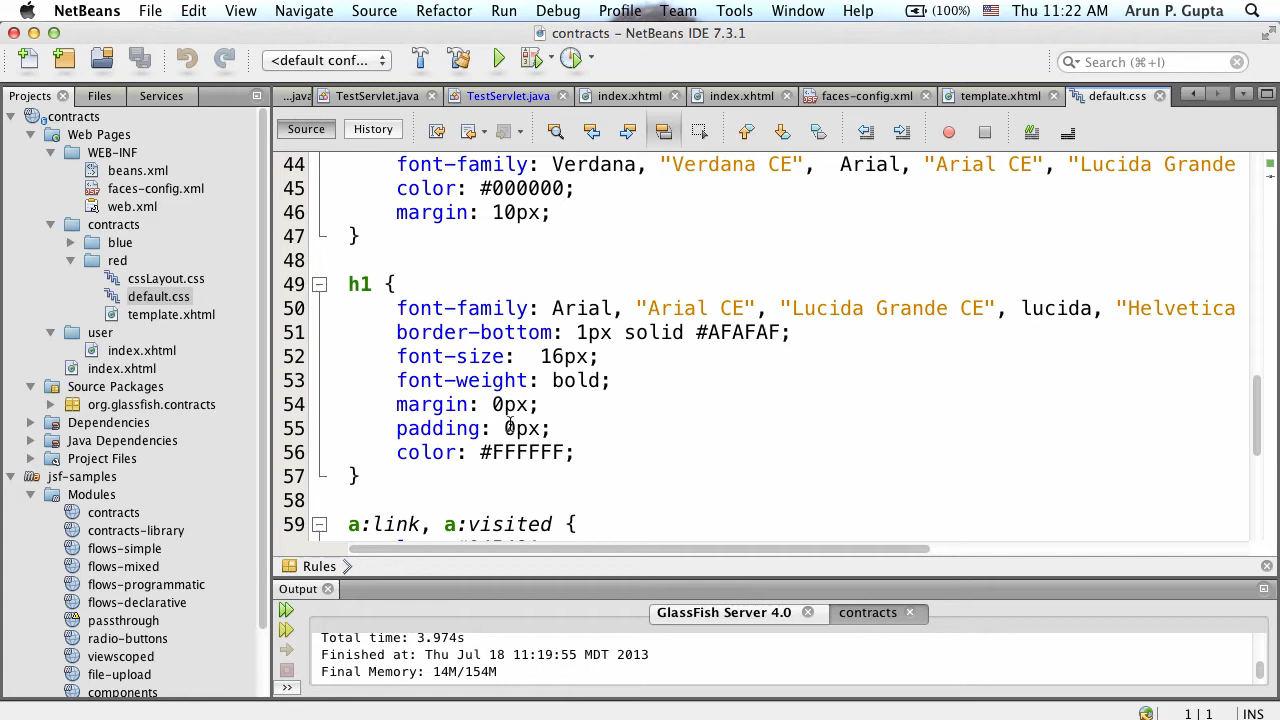 NetBeans File Edit View Navigate Source Refactor Run Debug Profile Team Tools Window Help (100%) Thu 11:22 AM Arun P. Gupta
contracts – NetBeans IDE 7.3.1
<default conf... Search (⌘+I)
Projects Files Services
...java TestServlet.java TestServlet.java index.xhtml index.xhtml faces-config.xml template.xhtml default.css
Source History
contracts
Web Pages
WEB-INF
beans.xml
faces-config.xml
web.xml
contracts
blue
red
cssLayout.css
default.css
template.xhtml
user
index.xhtml
index.xhtml
Source Packages
org.glassfish.contracts
Dependencies
Java Dependencies
Project Files
jsf-samples
Modules
contracts
contracts-library
flows-simple
flows-mixed
flows-programmatic
flows-declarative
passthrough
radio-buttons
viewscoped
file-upload
components
44 font-family: Verdana, "Verdana CE",  Arial, "Arial CE", "Lucida Grande
45 color: #000000;
46 margin: 10px;
47 }
48
49 h1 {
50 font-family: Arial, "Arial CE", "Lucida Grande CE", lucida, "Helvetica
51 border-bottom: 1px solid #AFAFAF;
52 font-size:  16px;
53 font-weight: bold;
54 margin: 0px;
55 padding: 0px;
56 color: #FFFFFF;
57 }
58
59 a:link, a:visited {
Rules
Output
GlassFish Server 4.0 contracts
Total time: 3.974s
Finished at: Thu Jul 18 11:19:55 MDT 2013
Final Memory: 14M/154M
1 | 1 INS